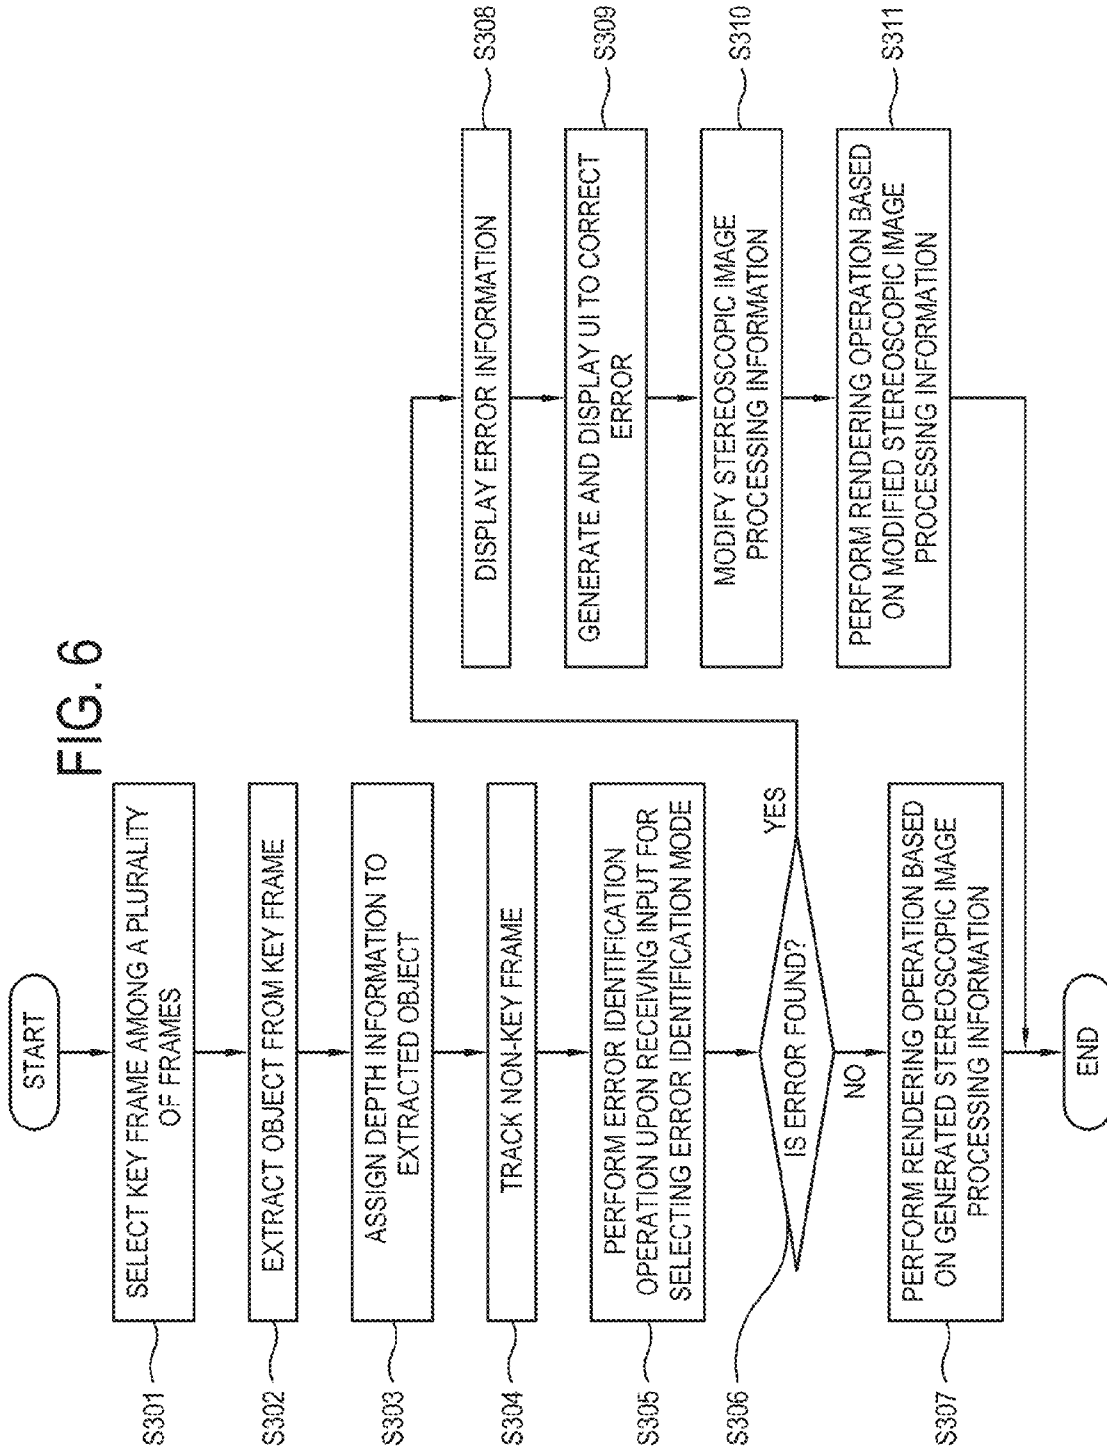 FIG. 6
START
SELECT KEY FRAME AMONG A PLURALITY
OF FRAMES
S301
EXTRACT OBJECT FROM KEY FRAME
S302
ASSIGN DEPTH INFORMATION TO
EXTRACTED OBJECT
S303
TRACK NON-KEY FRAME
S304
PERFORM ERROR IDENTIFICATION
OPERATION UPON RECEIVING INPUT FOR
SELECTING ERROR IDENTIFICATION MODE
S305
IS ERROR FOUND?
S306
YES
NO
PERFORM RENDERING OPERATION BASED
ON GENERATED STEREOSCOPIC IMAGE
PROCESSING INFORMATION
S307
DISPLAY ERROR INFORMATION
S308
GENERATE AND DISPLAY UI TO CORRECT
ERROR
S309
MODIFY STEREOSCOPIC IMAGE
PROCESSING INFORMATION
S310
PERFORM RENDERING OPERATION BASED
ON MODIFIED STEREOSCOPIC IMAGE
PROCESSING INFORMATION
S311
END